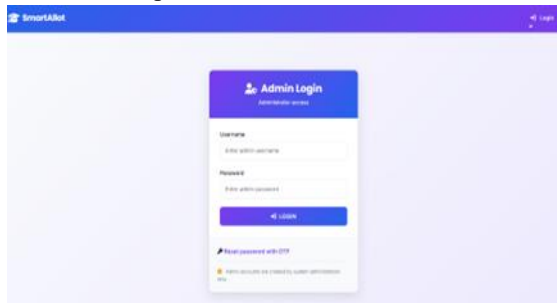 SmartAllot
Login
Admin Login
Administrator access
Username
Enter admin username
Password
Enter admin password
LOGIN
Reset password with OTP
Admin accounts are created by system administrators
only